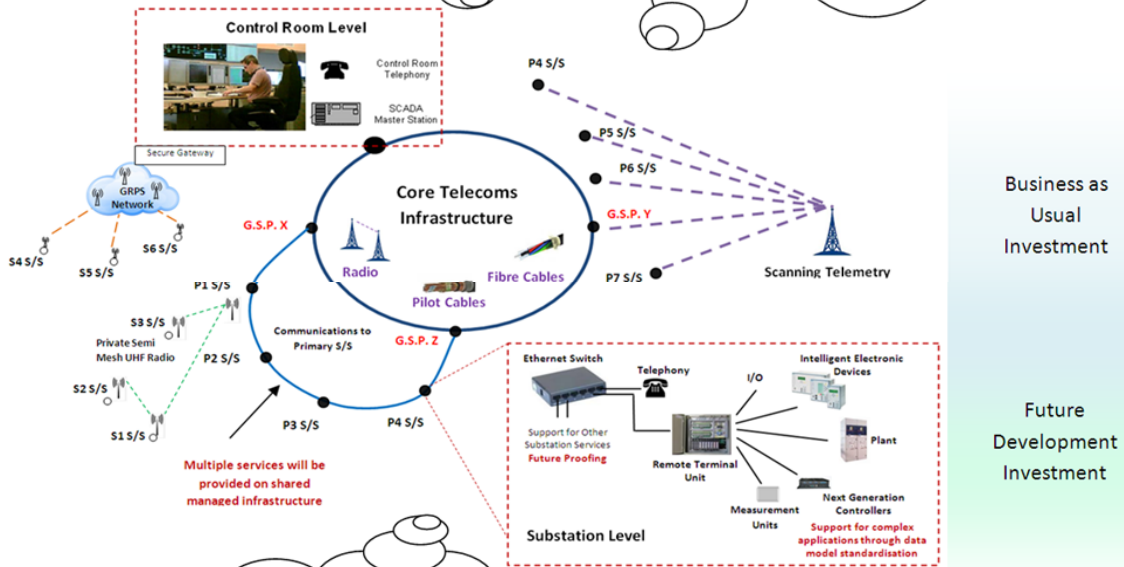 Control Room Level
Control Room
Telephony
SCADA
Master Station
Secure Gateway
GRPS
Network
S4 S/S
S5 S/S
S6 S/S
Core Telecoms
Infrastructure
G.S.P. X
G.S.P. Y
G.S.P. Z
Radio
Fibre Cables
Pilot Cables
P4 S/S
P5 S/S
P6 S/S
P7 S/S
Scanning Telemetry
P1 S/S
S3 S/S
Private Semi
Mesh UHF Radio
P2 S/S
S2 S/S
S1 S/S
P3 S/S
P4 S/S
Communications to
Primary S/S
Multiple services will be
provided on shared
managed infrastructure
Ethernet Switch
Telephony
I/O
Intelligent Electronic
Devices
Support for Other
Substation Services
Future Proofing
Remote Terminal
Unit
Plant
Measurement
Units
Next Generation
Controllers
Support for complex
applications through data
model standardisation
Substation Level
Business as
Usual
Investment
Future
Development
Investment